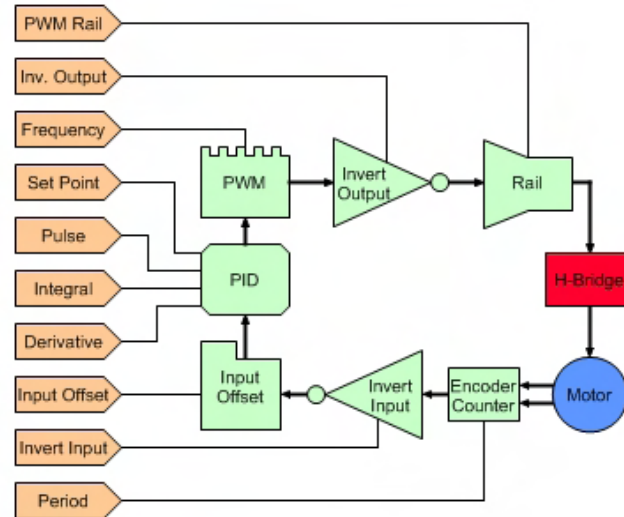 PWM Rail
Inv. Output
Frequency
Set Point
Pulse
Integral
Derivative
Input Offset
Invert Input
Period
PWM
Invert
Output
Rail
PID
H-Bridge
Input
Offset
Invert
Input
Encoder
Counter
Motor